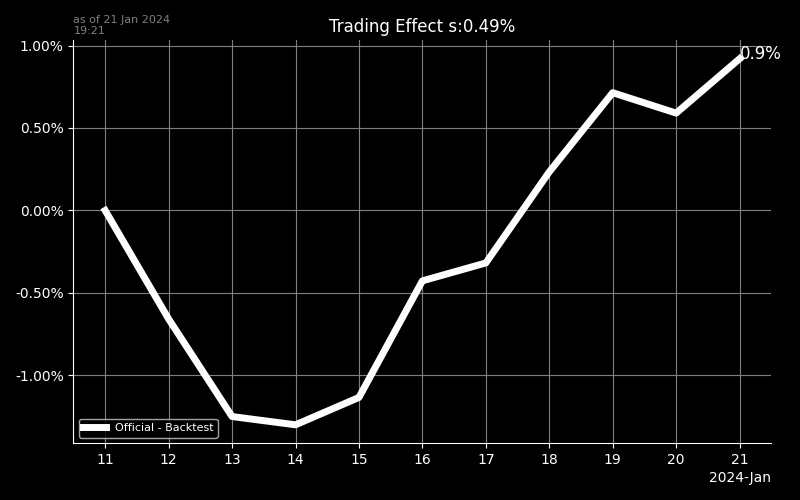 as of 21 Jan 2024
19:21
Trading Effect s:0.49%
1.00%
0.9%
0.50%
0.00%
-0.50%
-1.00%
Official - Backtest
11 12 13 14 15 16 17 18 19 20 21
2024-Jan